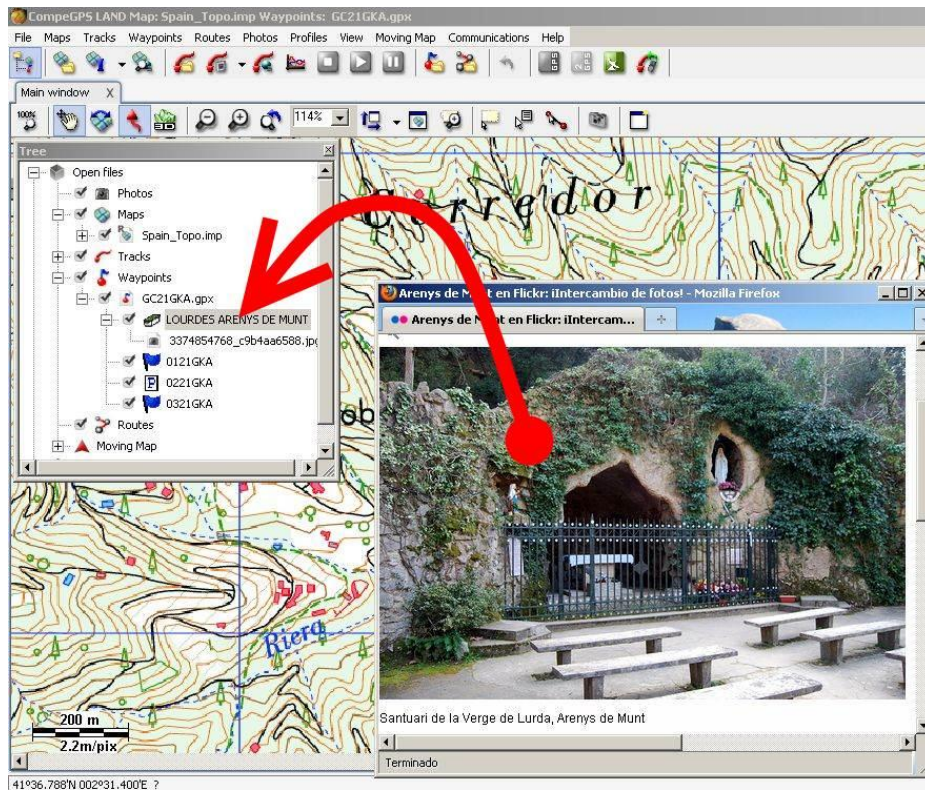 CompeGPS LAND Map: Spain_Topo.imp Waypoints: GC21GKA.gpx
File Maps Tracks Waypoints Routes Photos Profiles View Moving Map Communications Help
Main window X
100%
3D
114%
Tree
Open files
Photos
Maps
Spain_Topo.imp
Tracks
Waypoints
GC21GKA.gpx
LOURDES ARENYS DE MUNT
3374854768_c9b4aa6588.jpg
0121GKA
P 0221GKA
0321GKA
Routes
Moving Map
Corredor
Riera
200 m
2.2m/pix
41º36.788'N 002º31.400'E ?
Arenys de Munt en Flickr: ¡Intercambio de fotos! - Mozilla Firefox
Arenys de Munt en Flickr: ¡Intercam...
Santuari de la Verge de Lurda, Arenys de Munt
Terminado